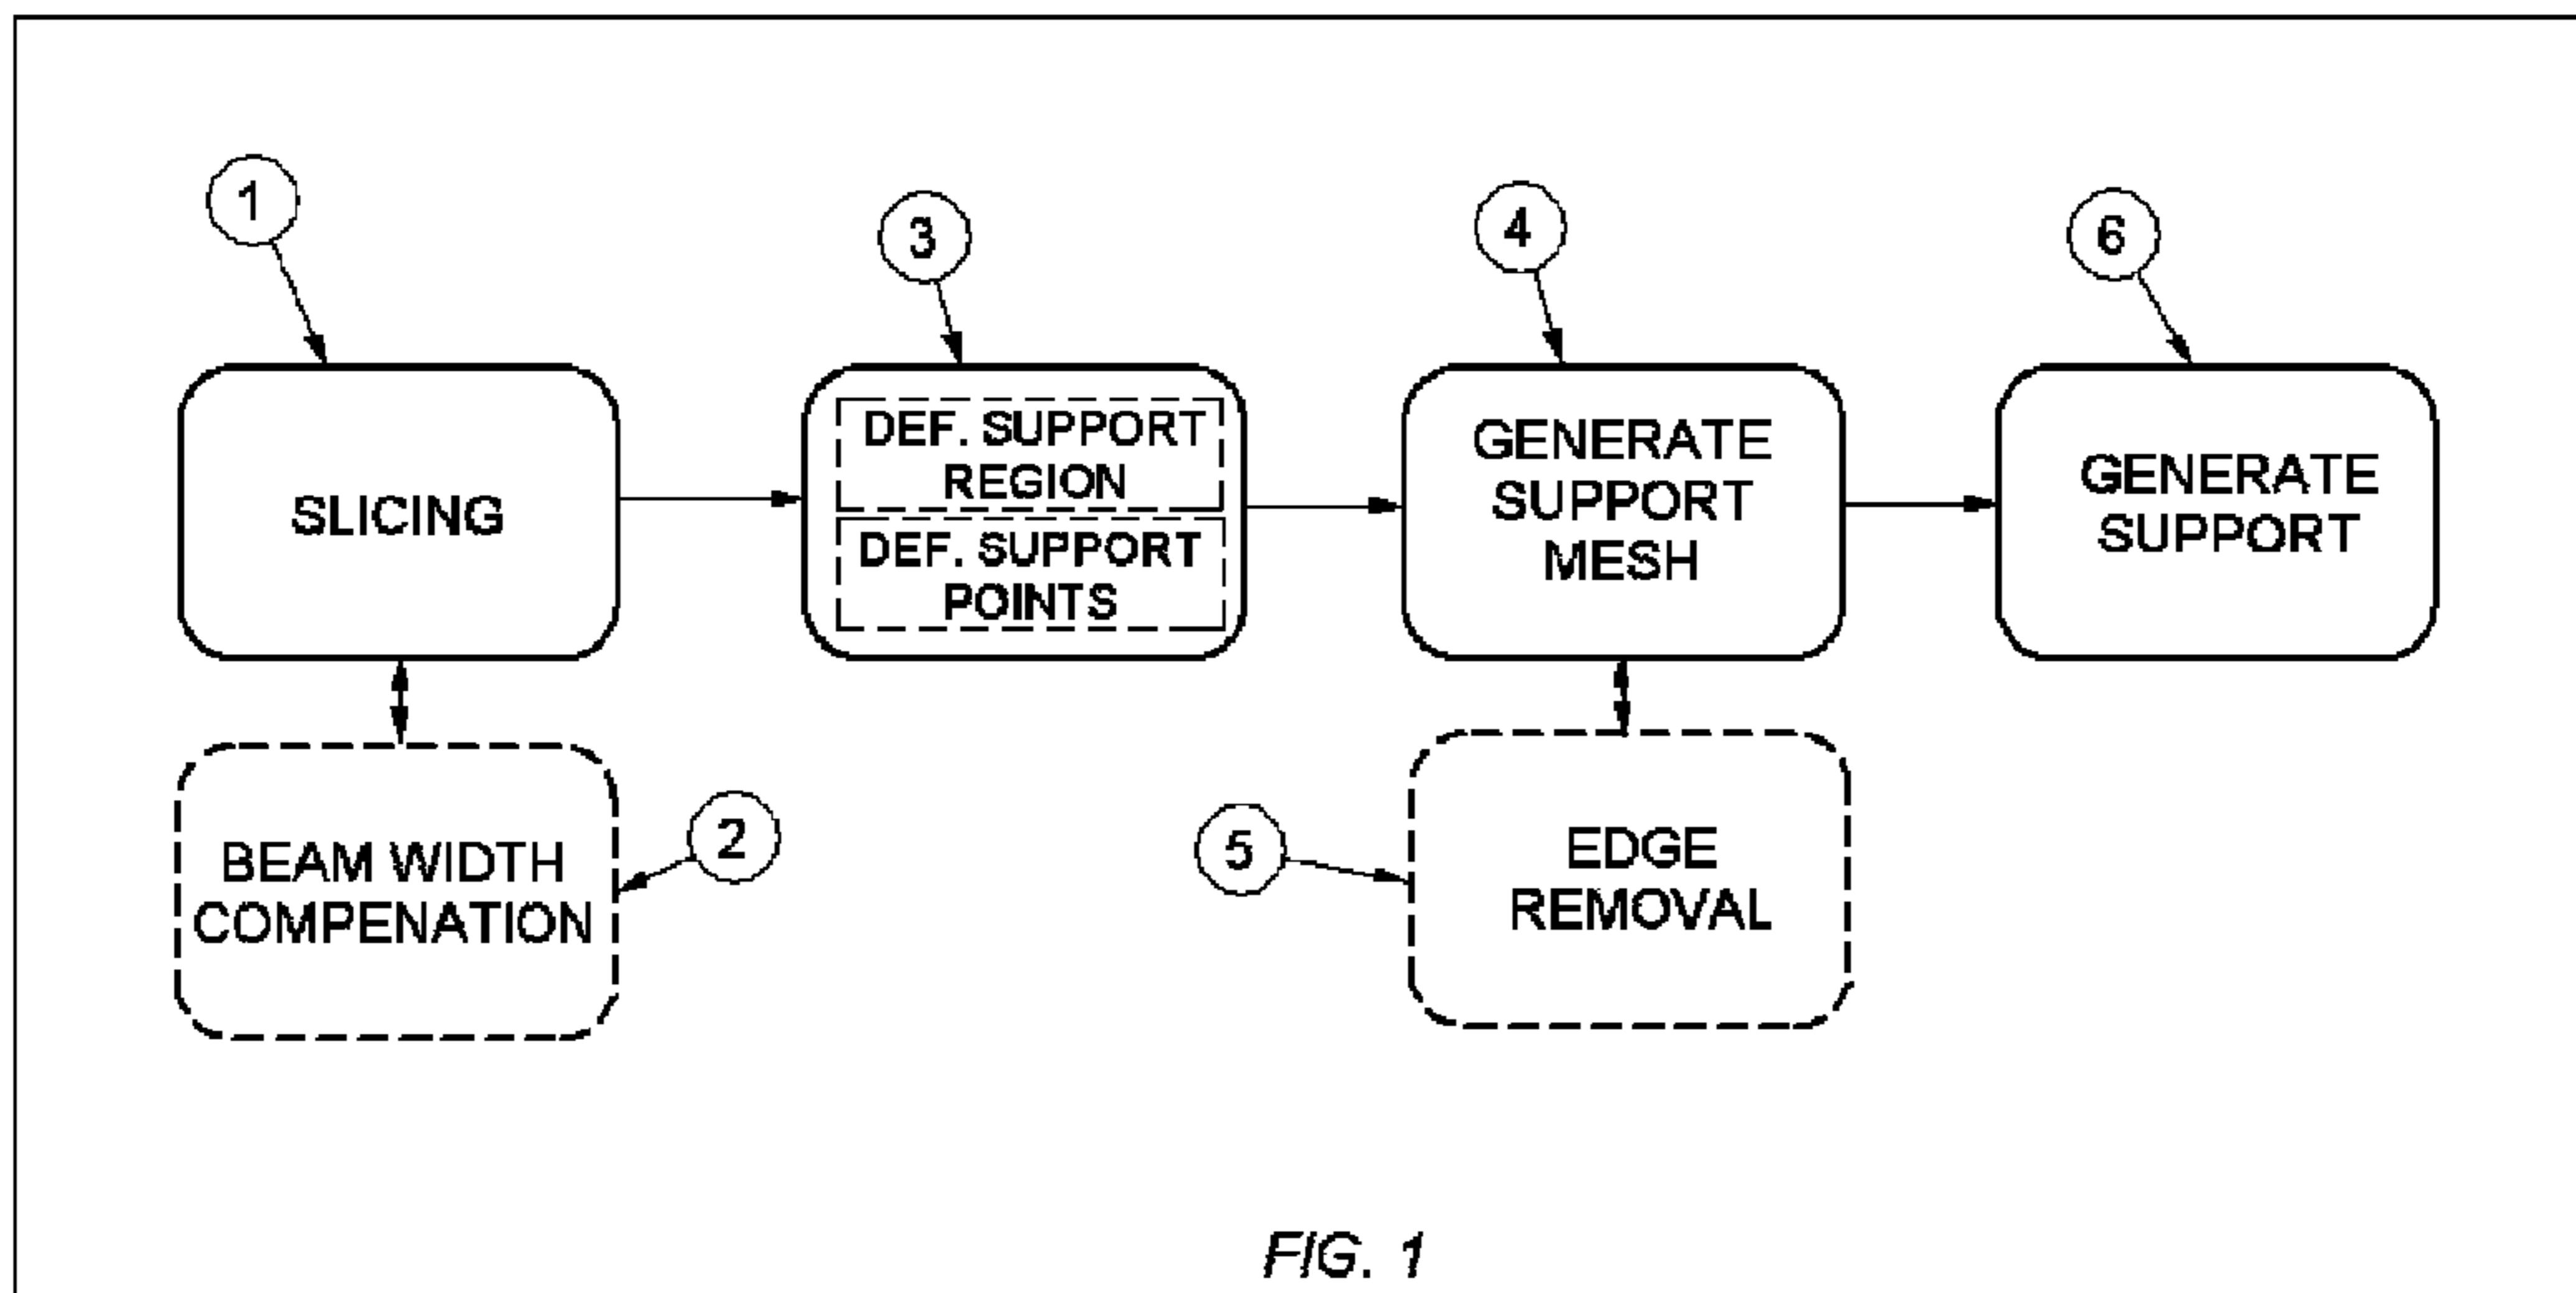 1
3
4
6
SLICING
DEF. SUPPORT
REGION
DEF. SUPPORT
POINTS
GENERATE
SUPPORT
MESH
GENERATE
SUPPORT
BEAM WIDTH
COMPENATION
2
5
EDGE
REMOVAL
FIG. 1